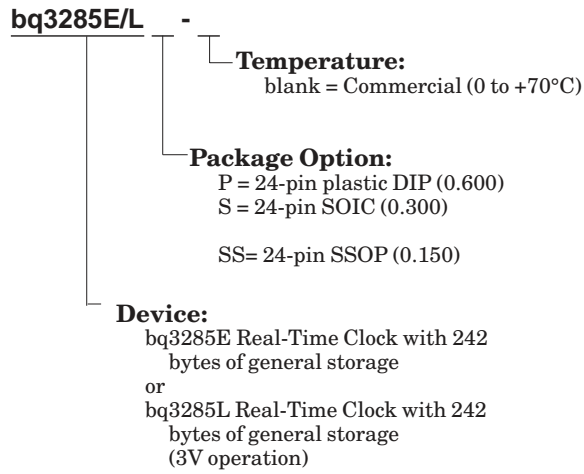 bq3285E/L -
Temperature:
blank = Commercial (0 to +70°C)
Package Option:
P = 24-pin plastic DIP (0.600)
S = 24-pin SOIC (0.300)
SS= 24-pin SSOP (0.150)
Device:
bq3285E Real-Time Clock with 242
bytes of general storage
or
bq3285L Real-Time Clock with 242
bytes of general storage
(3V operation)